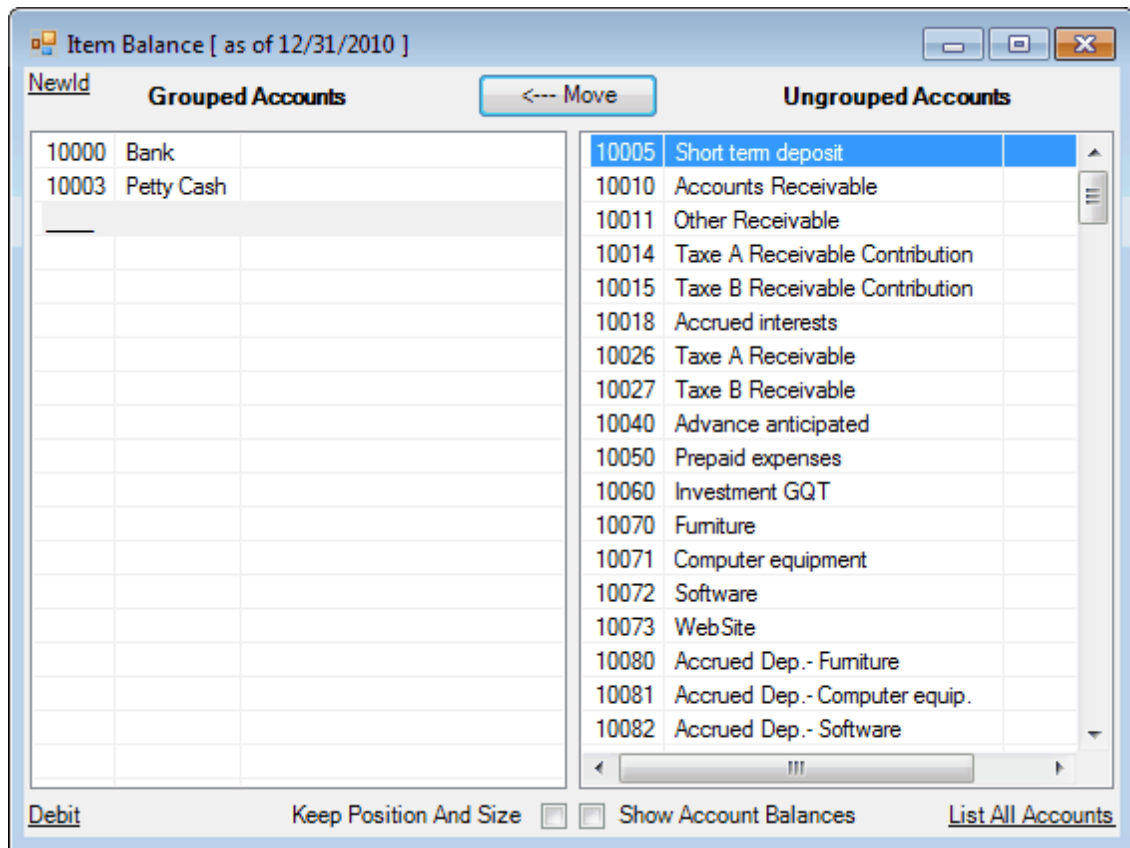 Item Balance [ as of 12/31/2010 ]
NewId
Grouped Accounts
<--- Move
Ungrouped Accounts
10000 Bank
10003 Petty Cash
10005 Short term deposit
10010 Accounts Receivable
10011 Other Receivable
10014 Taxe A Receivable Contribution
10015 Taxe B Receivable Contribution
10018 Accrued interests
10026 Taxe A Receivable
10027 Taxe B Receivable
10040 Advance anticipated
10050 Prepaid expenses
10060 Investment GQT
10070 Furniture
10071 Computer equipment
10072 Software
10073 WebSite
10080 Accrued Dep.- Furniture
10081 Accrued Dep.- Computer equip.
10082 Accrued Dep.- Software
Debit
Keep Position And Size
Show Account Balances
List All Accounts